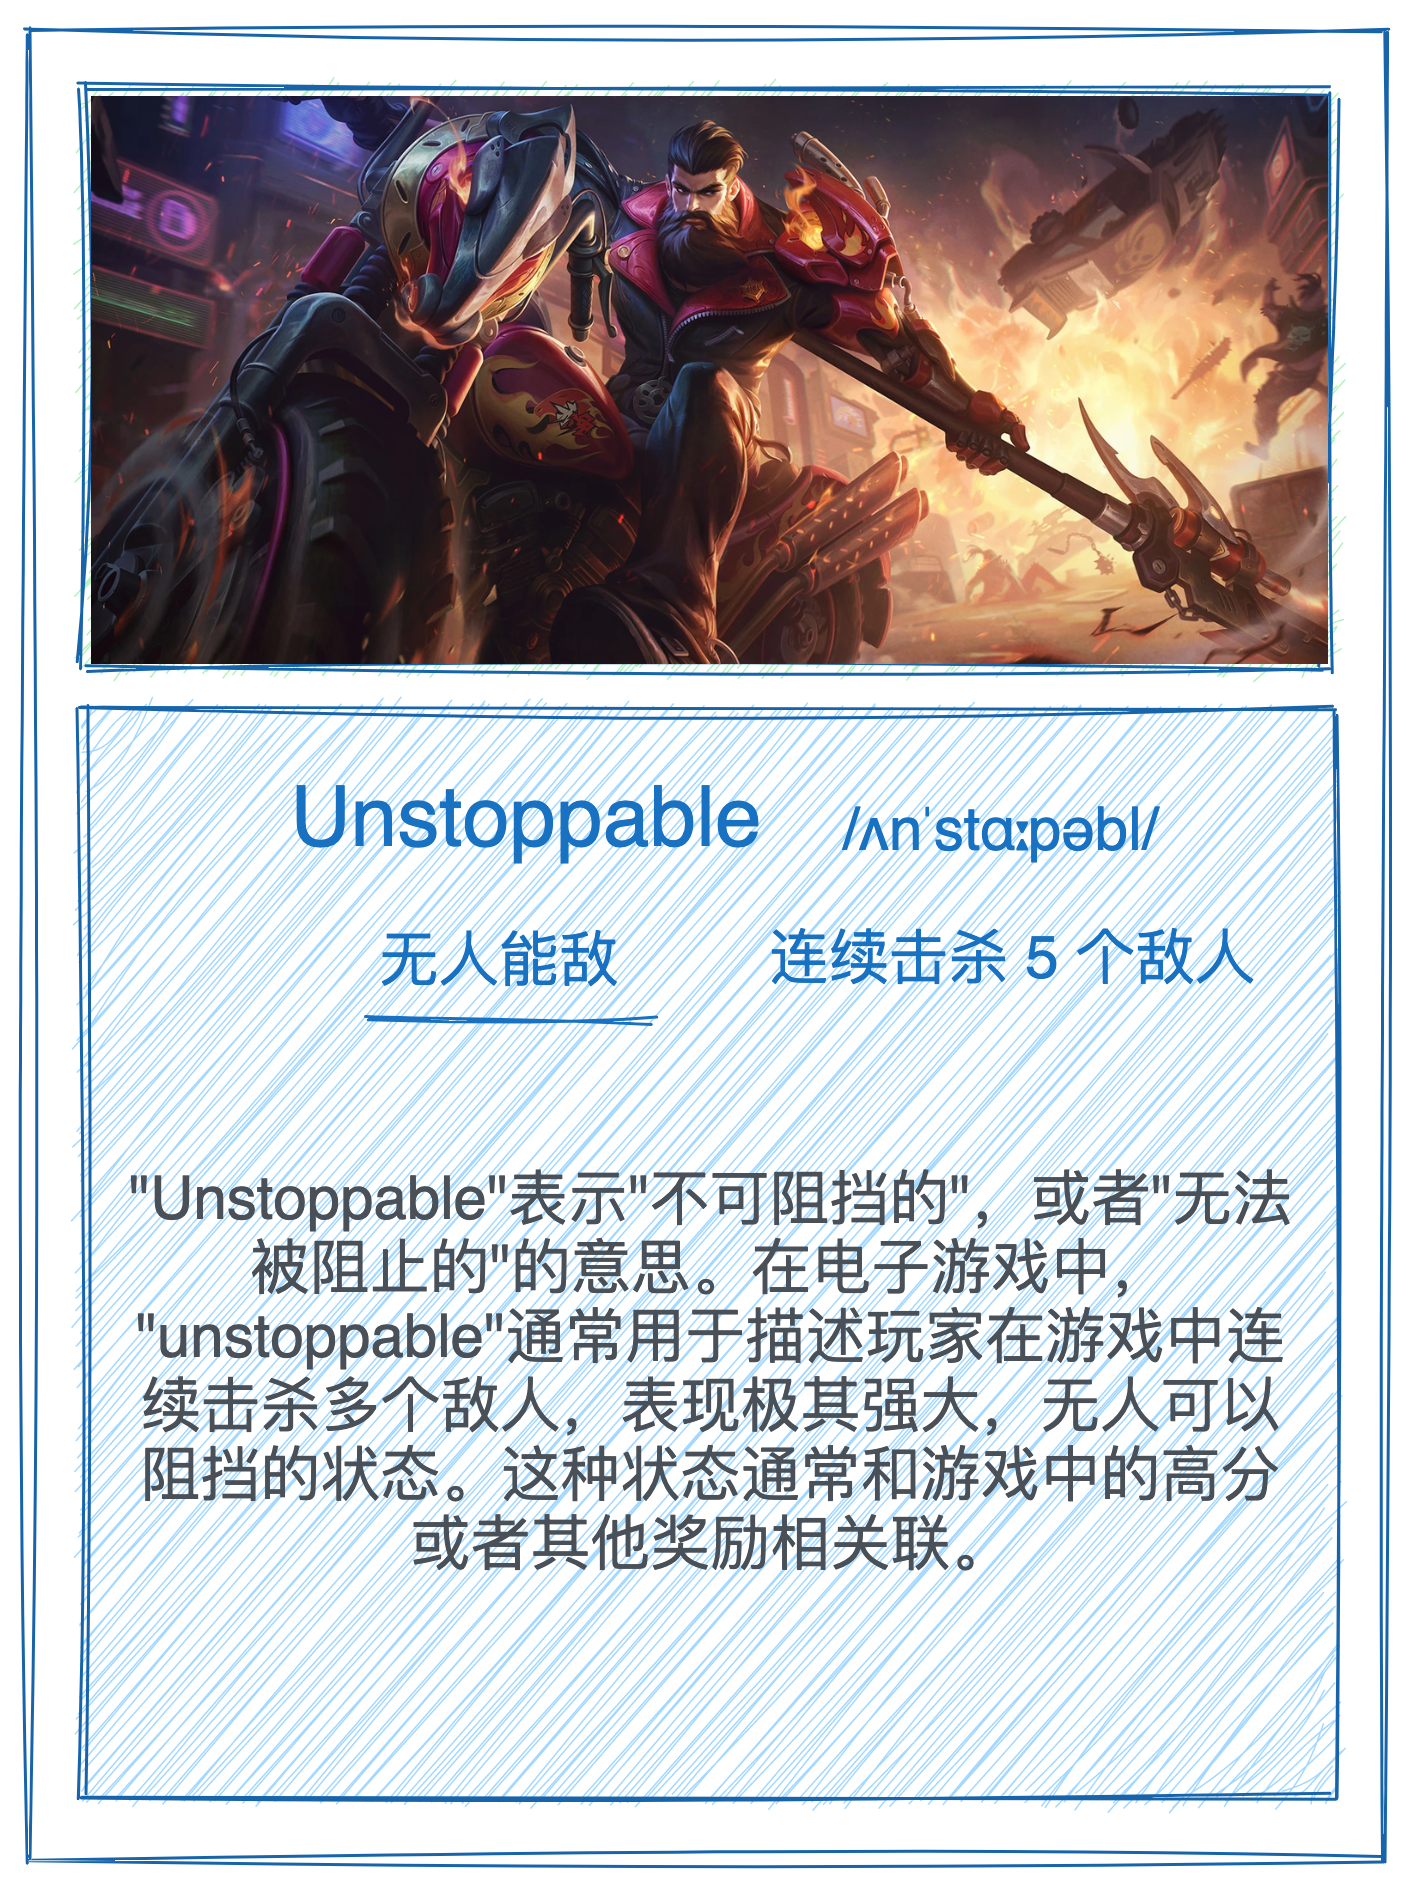 Unstoppable /ʌnˈstɑːpəbl/
无人能敌 连续击杀 5 个敌人
"Unstoppable"表示"不可阻挡的"，或者"无法
被阻止的"的意思。在电子游戏中，
"unstoppable"通常用于描述玩家在游戏中连
续击杀多个敌人，表现极其强大，无人可以
阻挡的状态。这种状态通常和游戏中的高分
或者其他奖励相关联。